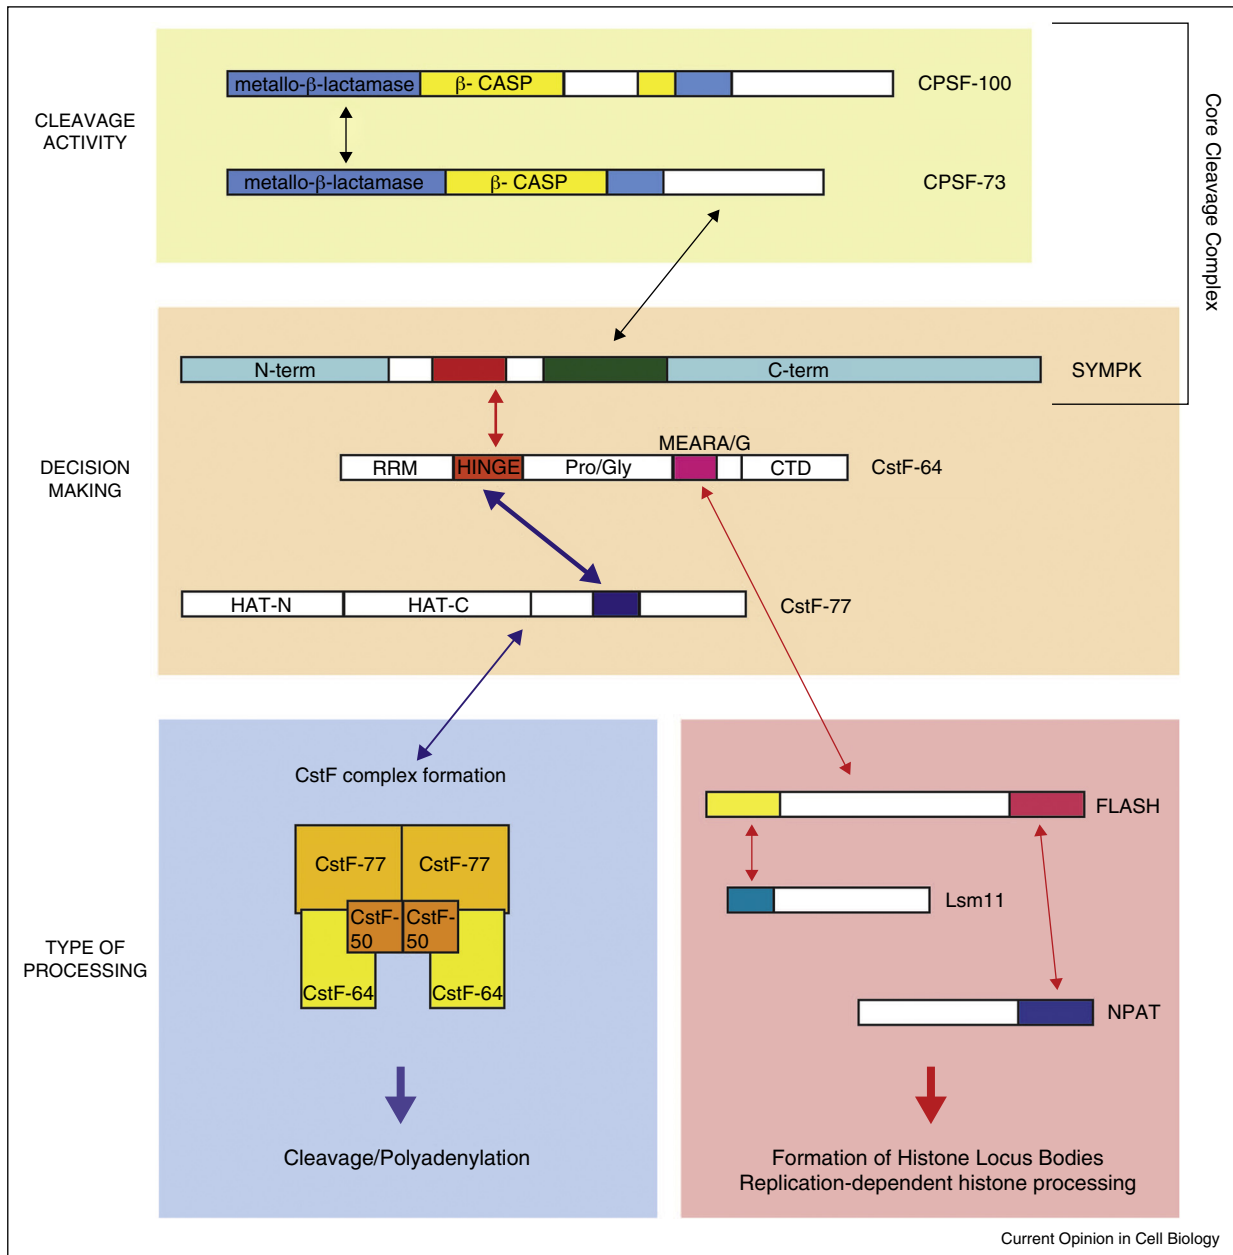 metallo-β-lactamase β- CASP CPSF-100
CLEAVAGE
ACTIVITY
metallo-β-lactamase β- CASP CPSF-73
Core Cleavage Complex
N-term C-term SYMPK
MEARA/G
DECISION
MAKING
RRM HINGE Pro/Gly CTD CstF-64
HAT-N HAT-C CstF-77
CstF complex formation
CstF-77 CstF-77
CstF-
50
CstF-
50
CstF-64 CstF-64
TYPE OF
PROCESSING
Cleavage/Polyadenylation
FLASH
Lsm11
NPAT
Formation of Histone Locus Bodies
Replication-dependent histone processing
Current Opinion in Cell Biology